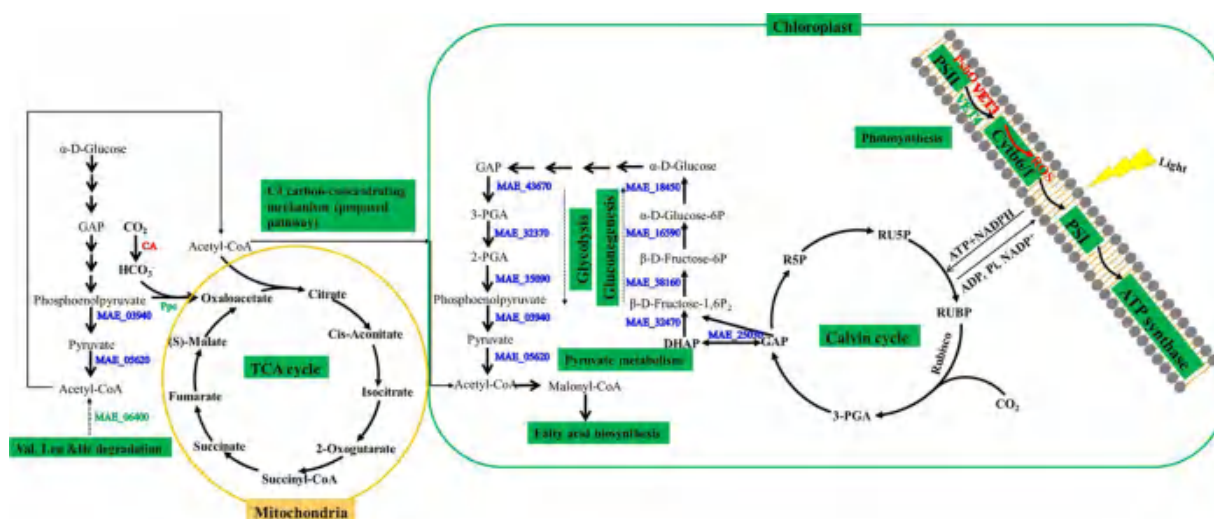 Chloroplast
PSII
PsbO
VET3
VET4
Cytb6/f
PSI
ATP synthase
Photosynthesis
Light
ATP+NADPH
ADP, Pi, NADP⁺
α-D-Glucose
GAP
CO₂
CA
HCO₃⁻
Phosphoenolpyruvate
Ppc
MAE_03940
Pyruvate
MAE_05620
Acetyl-CoA
MAE_06400
Val, Leu &Ile degradation
C4 carbon-concentrating
mechanism (proposed
pathway)
Acetyl-CoA
Oxaloacetate
Citrate
Cis-Aconitate
Isocitrate
2-Oxogutarate
Succinyl-CoA
Succinate
Fumarate
(S)-Malate
TCA cycle
Mitochondria
GAP
MAE_43670
3-PGA
MAE_32370
2-PGA
MAE_35090
Phosphoenolpyruvate
MAE_03940
Pyruvate
MAE_05620
Acetyl-CoA
Malonyl-CoA
Fatty acid biosynthesis
Pyruvate metabolism
Glycolysis
Gluconegenesis
α-D-Glucose
MAE_18450
α-D-Glucose-6P
MAE_16590
β-D-Fructose-6P
MAE_38160
β-D-Fructose-1,6P₂
MAE_32470
DHAP
GAP
R5P
RU5P
RUBP
Rubisco
CO₂
3-PGA
Calvin cycle